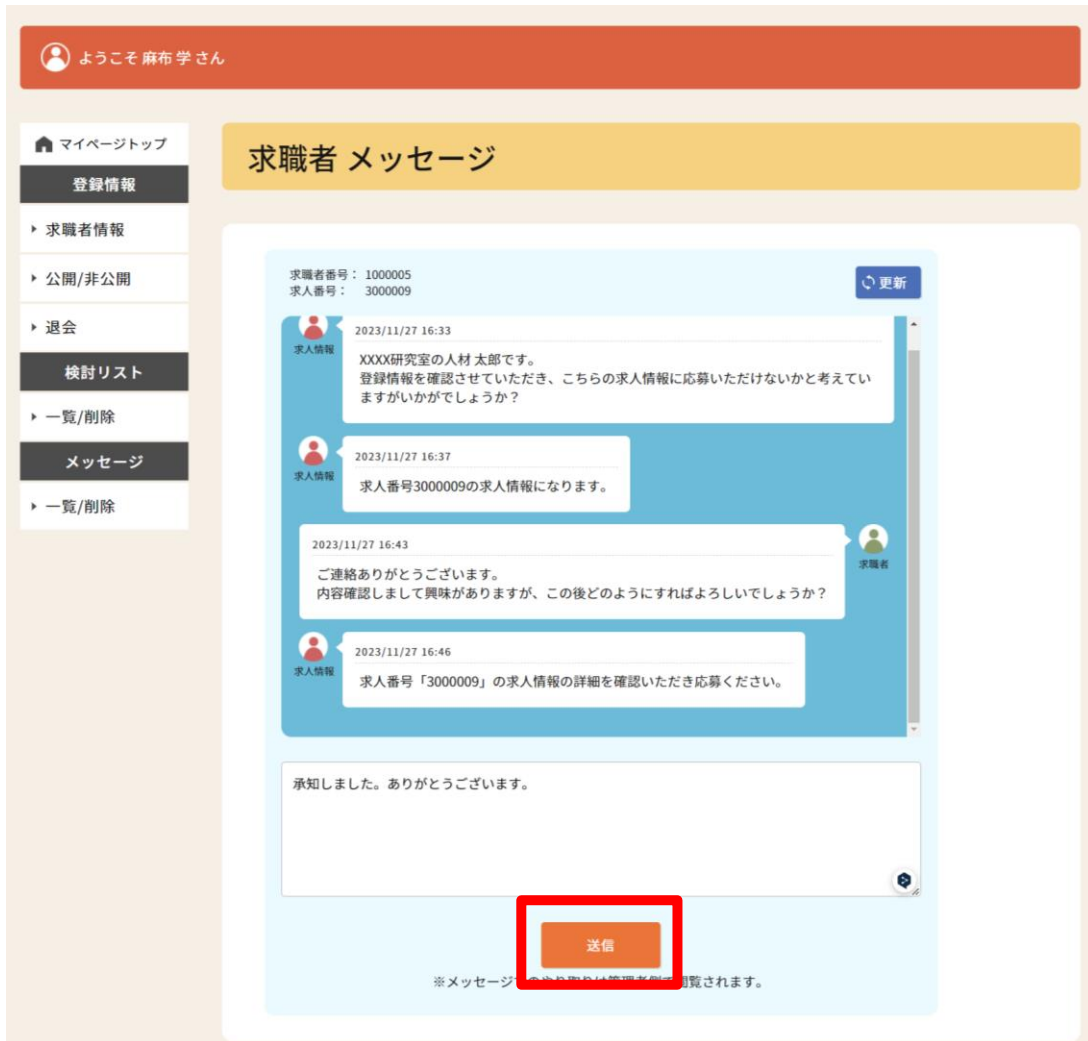 ようこそ 麻布 学 さん
マイページトップ
登録情報
求職者情報
公開/非公開
退会
検討リスト
一覧/削除
メッセージ
一覧/削除
求職者 メッセージ
求職者番号: 1000005
求人番号: 3000009
更新
2023/11/27 16:33
求人情報
XXXX研究室の人材 太郎です。
登録情報を確認させていただき、こちらの求人情報に応募いただけないかと考えてい
ますがいかがでしょうか?
2023/11/27 16:37
求人情報
求人番号3000009の求人情報になります。
2023/11/27 16:43
求職者
ご連絡ありがとうございます。
内容確認しまして興味がありますが、この後どのようにすればよろしいでしょうか?
2023/11/27 16:46
求人情報
求人番号「3000009」の求人情報の詳細を確認いただき応募ください。
承知しました。ありがとうございます。
送信
※メッセージでのやり取りは管理者側で閲覧されます。